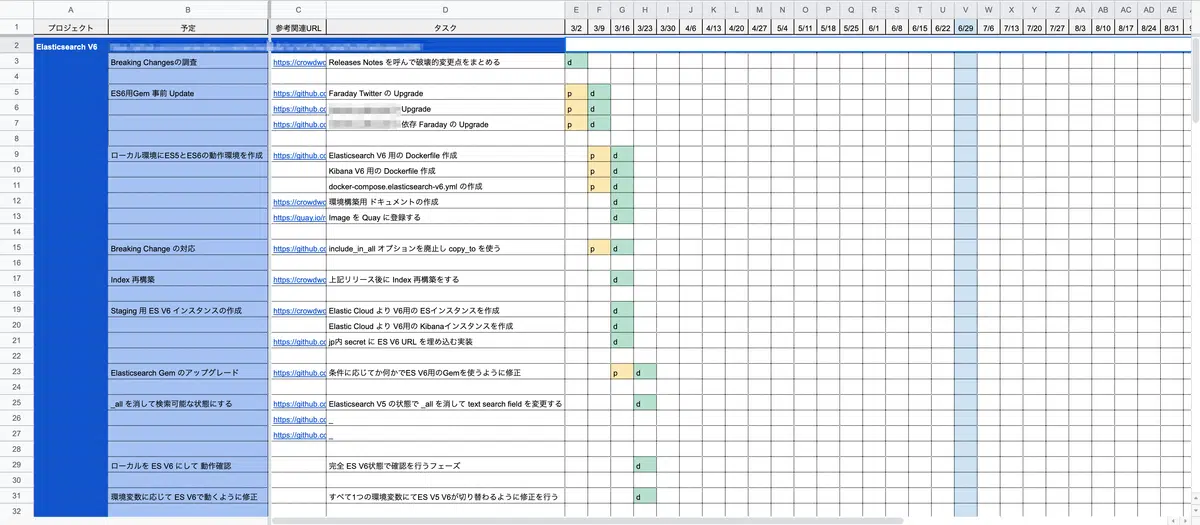 A B C D E F G H I J K L M N O P Q R S T U V W X Y Z AA AB AC AD AE
1 プロジェクト 予定 参考関連URL タスク 3/2 3/9 3/16 3/23 3/30 4/6 4/13 4/20 4/27 5/4 5/11 5/18 5/25 6/1 6/8 6/15 6/22 6/29 7/6 7/13 7/20 7/27 8/3 8/10 8/17 8/24 8/31
2 Elasticsearch V6
3 Breaking Changesの調査 https://crowdwo Releases Notes を呼んで破壊的変更点をまとめる d
5 ES6用Gem 事前 Update https://github.co Faraday Twitter の Upgrade p d
6 https://github.co Upgrade p d
7 https://github.co 依存 Faraday の Upgrade p d
8
9 ローカル環境にES5とES6の動作環境を作成 https://github.co Elasticsearch V6 用の Dockerfile 作成 p d
10 Kibana V6 用の Dockerfile 作成 p d
11 docker-compose.elasticsearch-v6.yml の作成 p d
12 https://crowdwo 環境構築用 ドキュメントの作成 d
13 https://quay.io/r Image を Quay に登録する d
14
15 Breaking Change の対応 https://github.co include_in_all オプションを廃止し copy_to を使う p d
16
17 Index 再構築 https://crowdwo 上記リリース後に Index 再構築をする d
18
19 Staging 用 ES V6 インスタンスの作成 https://crowdwo Elastic Cloud より V6用の ESインスタンスを作成 d
20 Elastic Cloud より V6用の Kibanaインスタンスを作成 d
21 https://github.co jp内 secret に ES V6 URL を埋め込む実装 d
22
23 Elasticsearch Gem のアップグレード https://github.co 条件に応じてか何かでES V6用のGemを使うように修正 p d
24
25 _all を消して検索可能な状態にする https://github.co Elasticsearch V5 の状態で _all を消して text search field を変更する d
26 https://github.co _
27 https://github.co _
28
29 ローカルを ES V6 にして 動作確認 完全 ES V6状態で確認を行うフェーズ d
30
31 環境変数に応じて ES V6で動くように修正 すべて1つの環境変数にてES V5 V6が切り替わるように修正を行う d
32